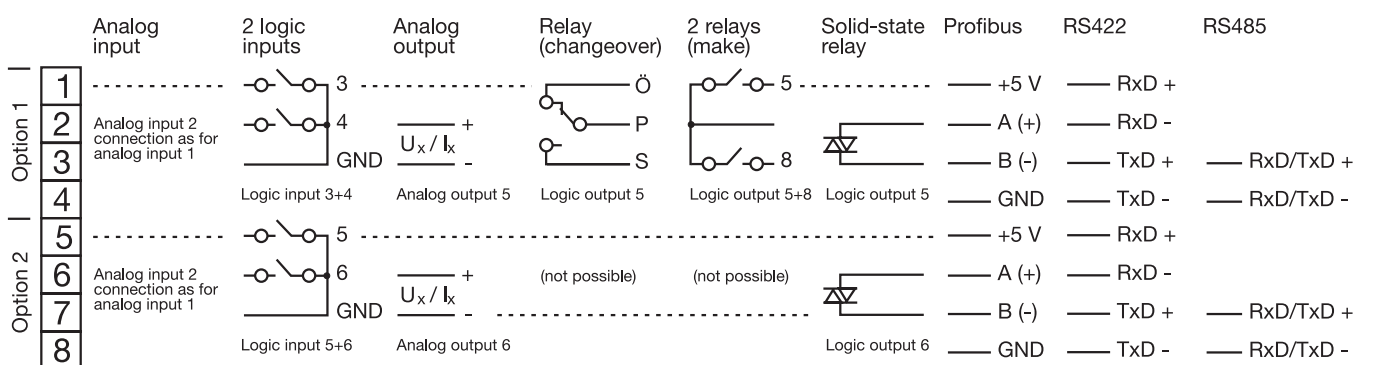 Analog input
2 logic inputs
Analog output
Relay (changeover)
2 relays (make)
Solid-state relay
Profibus
RS422
RS485
Option 1
1 3 Ö 5 +5 V RxD +
2 Analog input 2 connection as for analog input 1 4 + P A (+) RxD -
Ux / Ix
3 GND - S 8 B (-) TxD + RxD/TxD +
4 Logic input 3+4 Analog output 5 Logic output 5 Logic output 5+8 Logic output 5 GND TxD - RxD/TxD -
Option 2
5 5 +5 V RxD +
6 Analog input 2 connection as for analog input 1 6 + (not possible) (not possible) A (+) RxD -
Ux / Ix
7 GND - B (-) TxD + RxD/TxD +
8 Logic input 5+6 Analog output 6 Logic output 6 GND TxD - RxD/TxD -